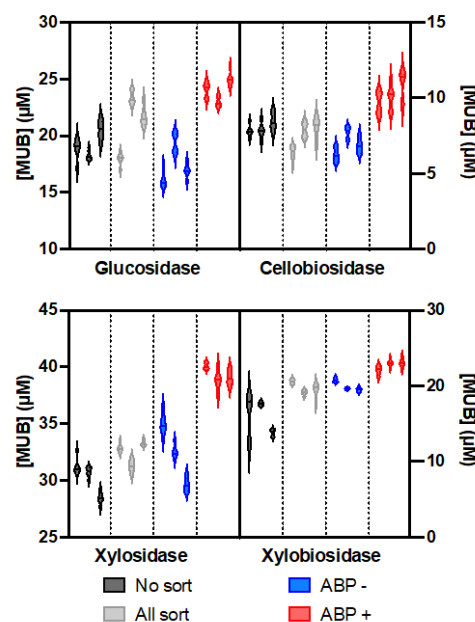 30
25
20
15
10
[MUB] (µM)
15
10
5
0
[MUB] (µM)
Glucosidase
Cellobiosidase
45
40
35
30
25
[MUB] (µM)
30
20
10
0
[MUB] (µM)
Xylosidase
Xylobiosidase
No sort
ABP -
All sort
ABP +